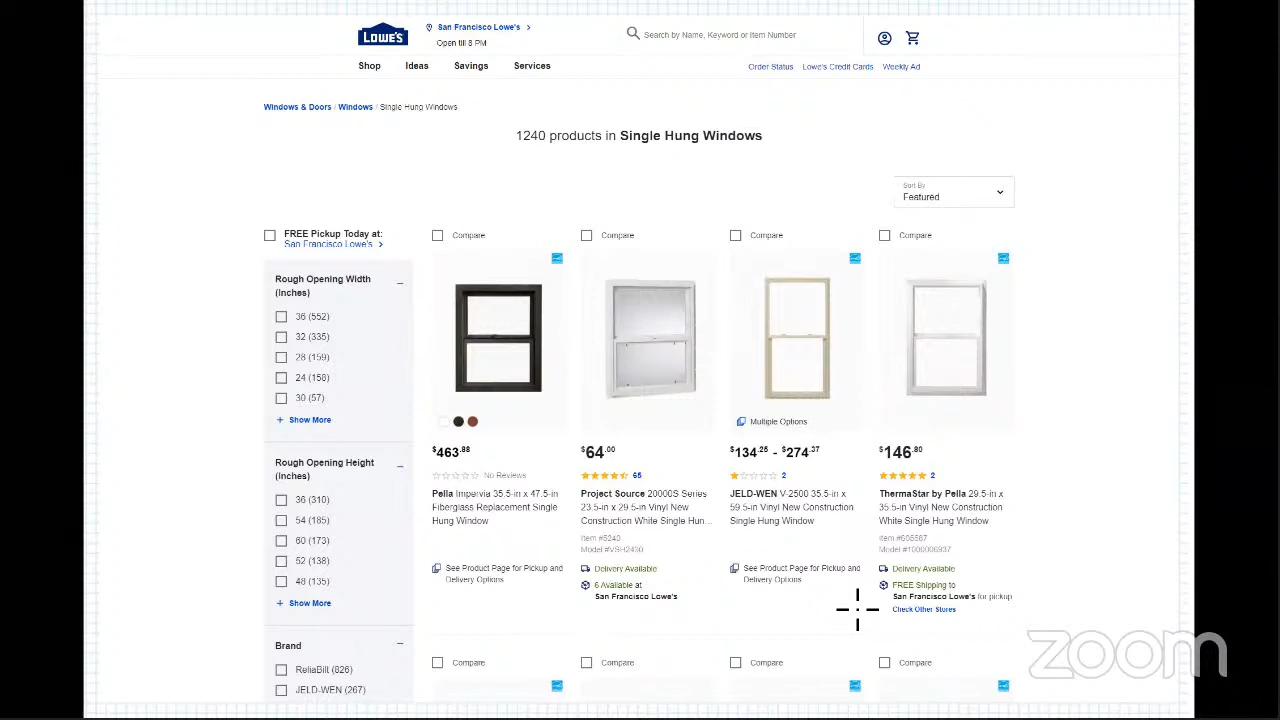 LOWE'S
San Francisco Lowe's
Open till 8 PM
Search by Name, Keyword or Item Number
Shop
Ideas
Savings
Services
Order Status
Lowe's Credit Cards
Weekly Ad
Windows & Doors / Windows / Single Hung Windows
1240 products in Single Hung Windows
Sort By
Featured
FREE Pickup Today at:
San Francisco Lowe's
Rough Opening Width
(Inches)
36 (552)
32 (335)
28 (159)
24 (158)
30 (57)
+ Show More
Rough Opening Height
(Inches)
36 (310)
54 (185)
60 (173)
52 (138)
48 (135)
+ Show More
Brand
ReliaBilt (826)
JELD-WEN (267)
Compare
$463.88
No Reviews
Pella Impervia 35.5-in x 47.5-in
Fiberglass Replacement Single
Hung Window
See Product Page for Pickup and
Delivery Options
Compare
$64.00
65
Project Source 20000S Series
23.5-in x 29.5-in Vinyl New
Construction White Single Hun...
Item #5240
Model #VSH2430
Delivery Available
6 Available at
San Francisco Lowe's
Compare
Multiple Options
$134.25 - $274.37
2
JELD-WEN V-2500 35.5-in x
59.5-in Vinyl New Construction
Single Hung Window
See Product Page for Pickup and
Delivery Options
Compare
$146.80
2
ThermaStar by Pella 29.5-in x
35.5-in Vinyl New Construction
White Single Hung Window
Item #605587
Model #1000006937
Delivery Available
FREE Shipping to
San Francisco Lowe's for pickup
Check Other Stores
Compare
Compare
Compare
Compare
zoom